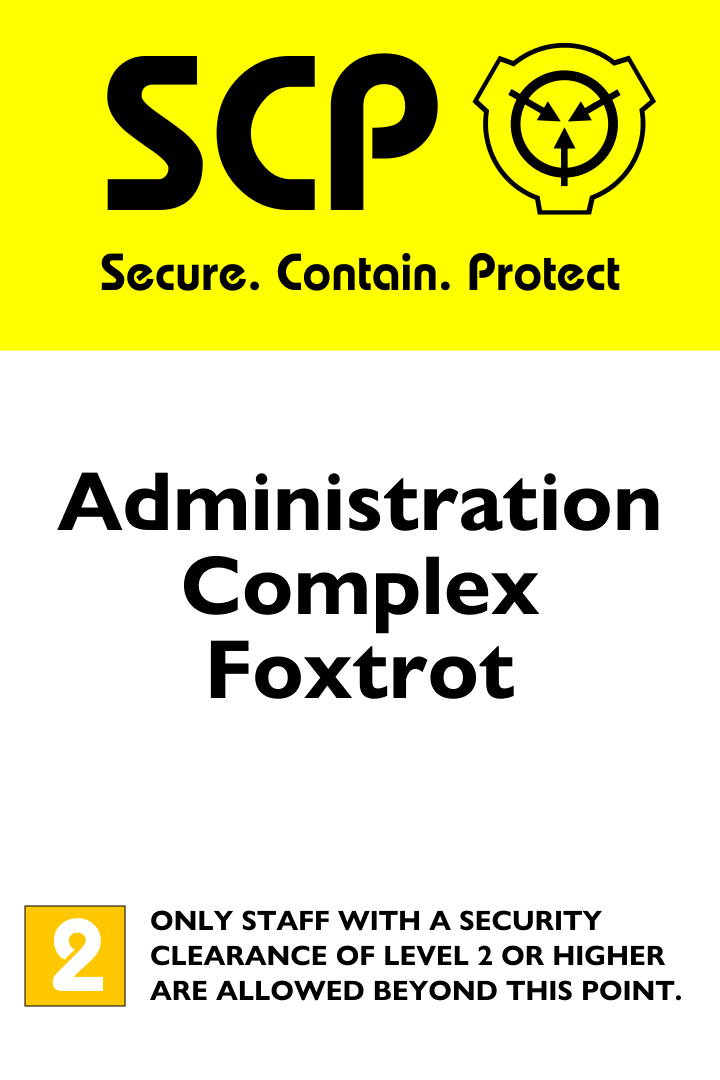 SCP
Secure. Contain. Protect
Administration
Complex
Foxtrot
2
ONLY STAFF WITH A SECURITY
CLEARANCE OF LEVEL 2 OR HIGHER
ARE ALLOWED BEYOND THIS POINT.